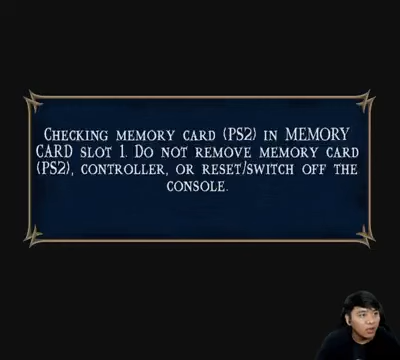 CHECKING MEMORY CARD (PS2) IN MEMORY
CARD SLOT 1. DO NOT REMOVE MEMORY CARD
(PS2), CONTROLLER, OR RESET/SWITCH OFF THE
CONSOLE.